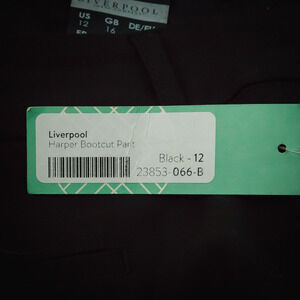 LIVERPOOL
US GB DE/EU
12 16
Liverpool
Harper Bootcut Pant
Black - 12
23853-066-B